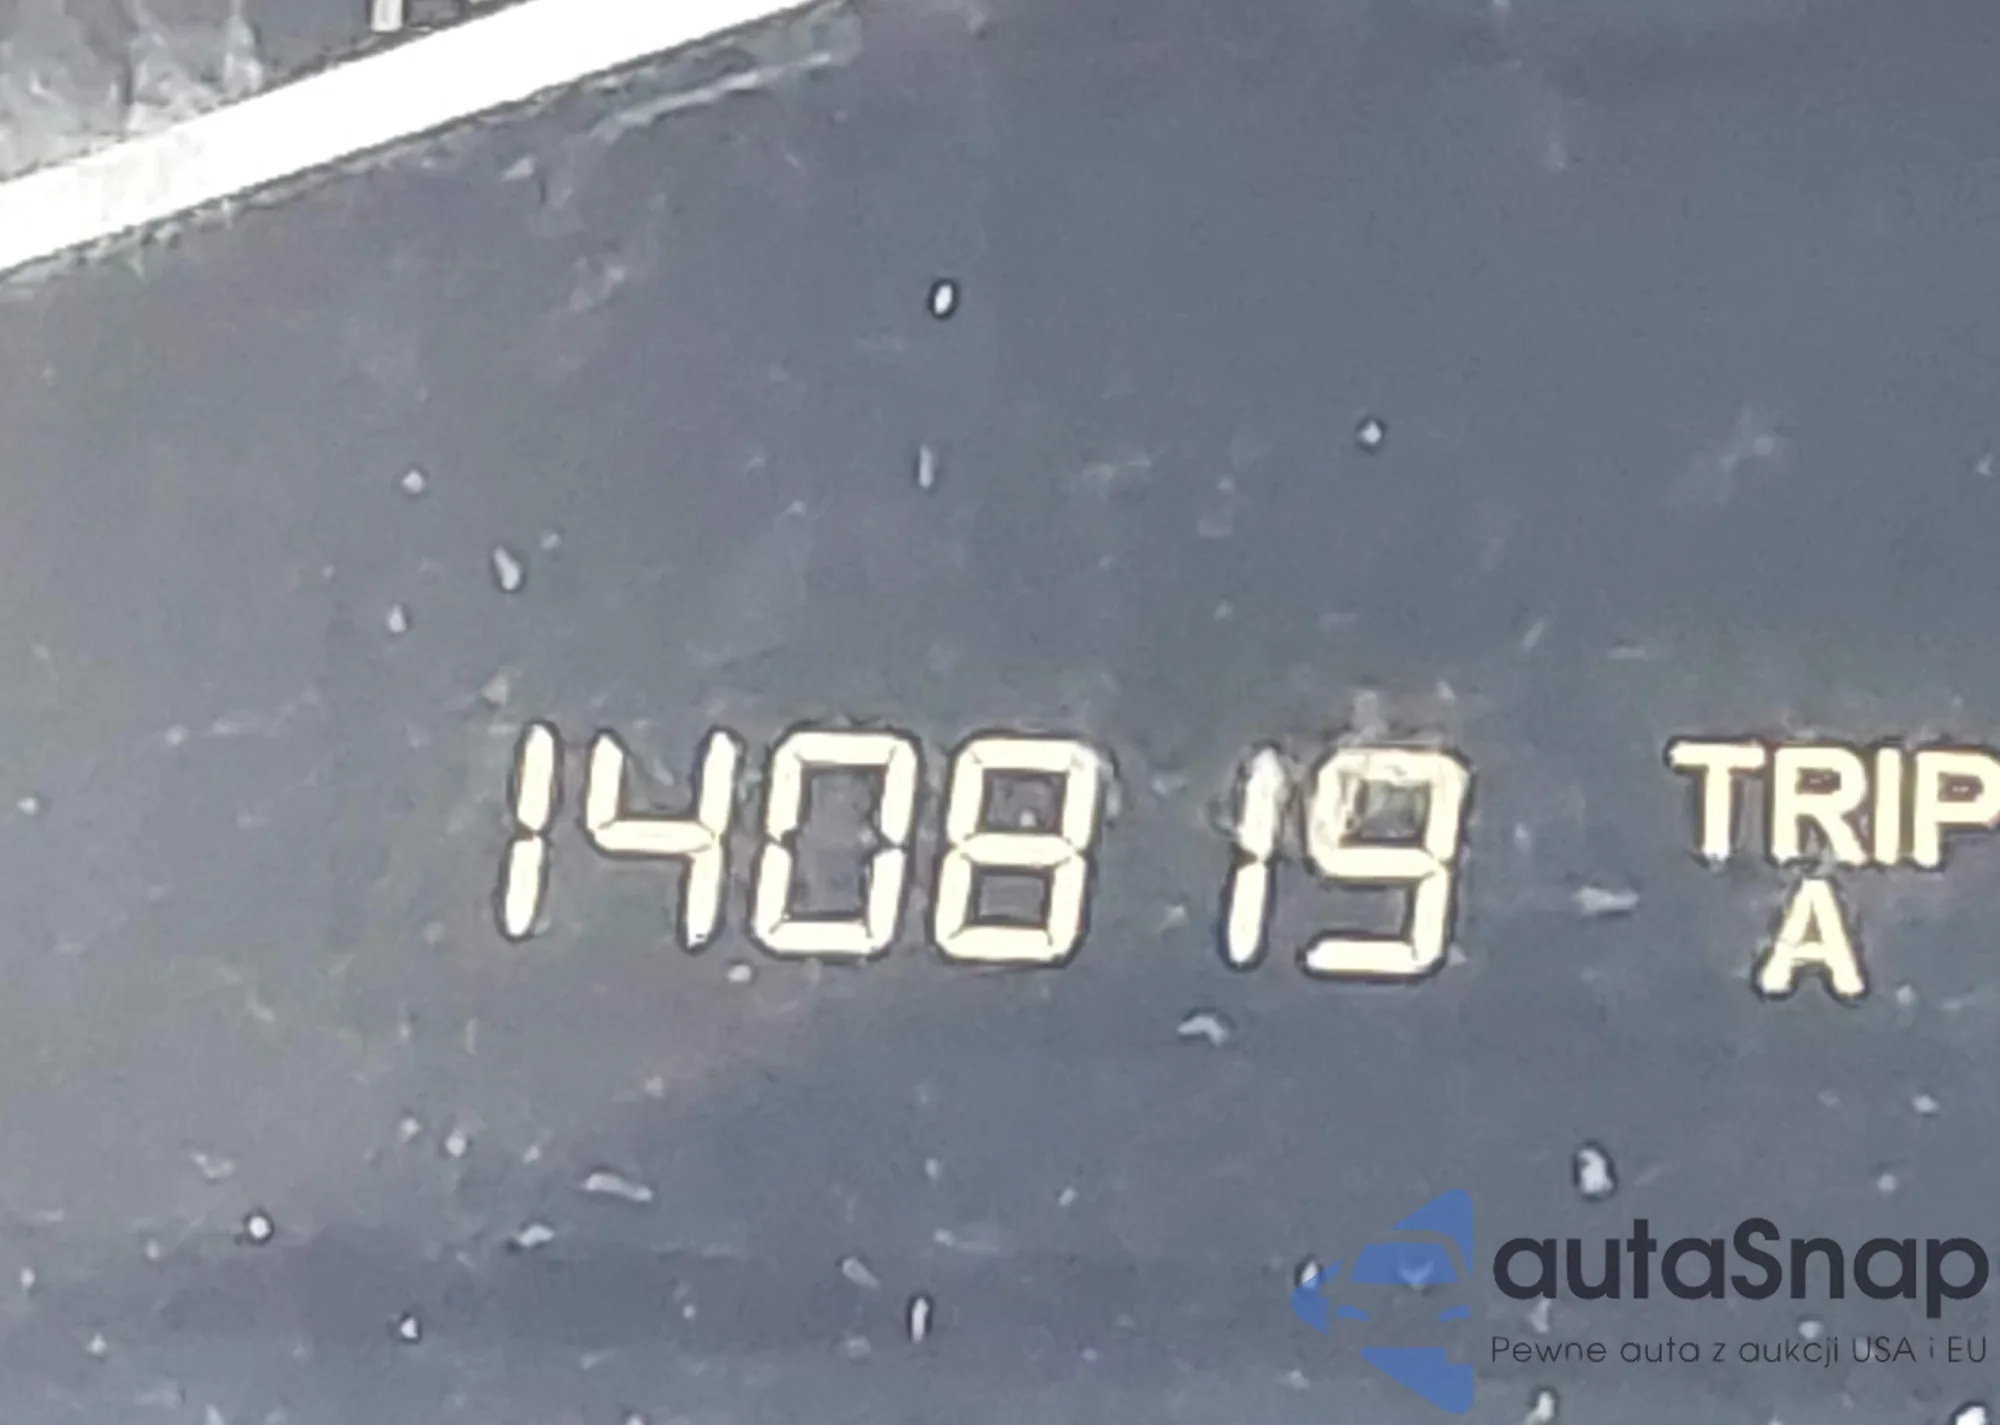 140819 TRIP
A
autaSnap
Pewne auta z aukcji USA i EU